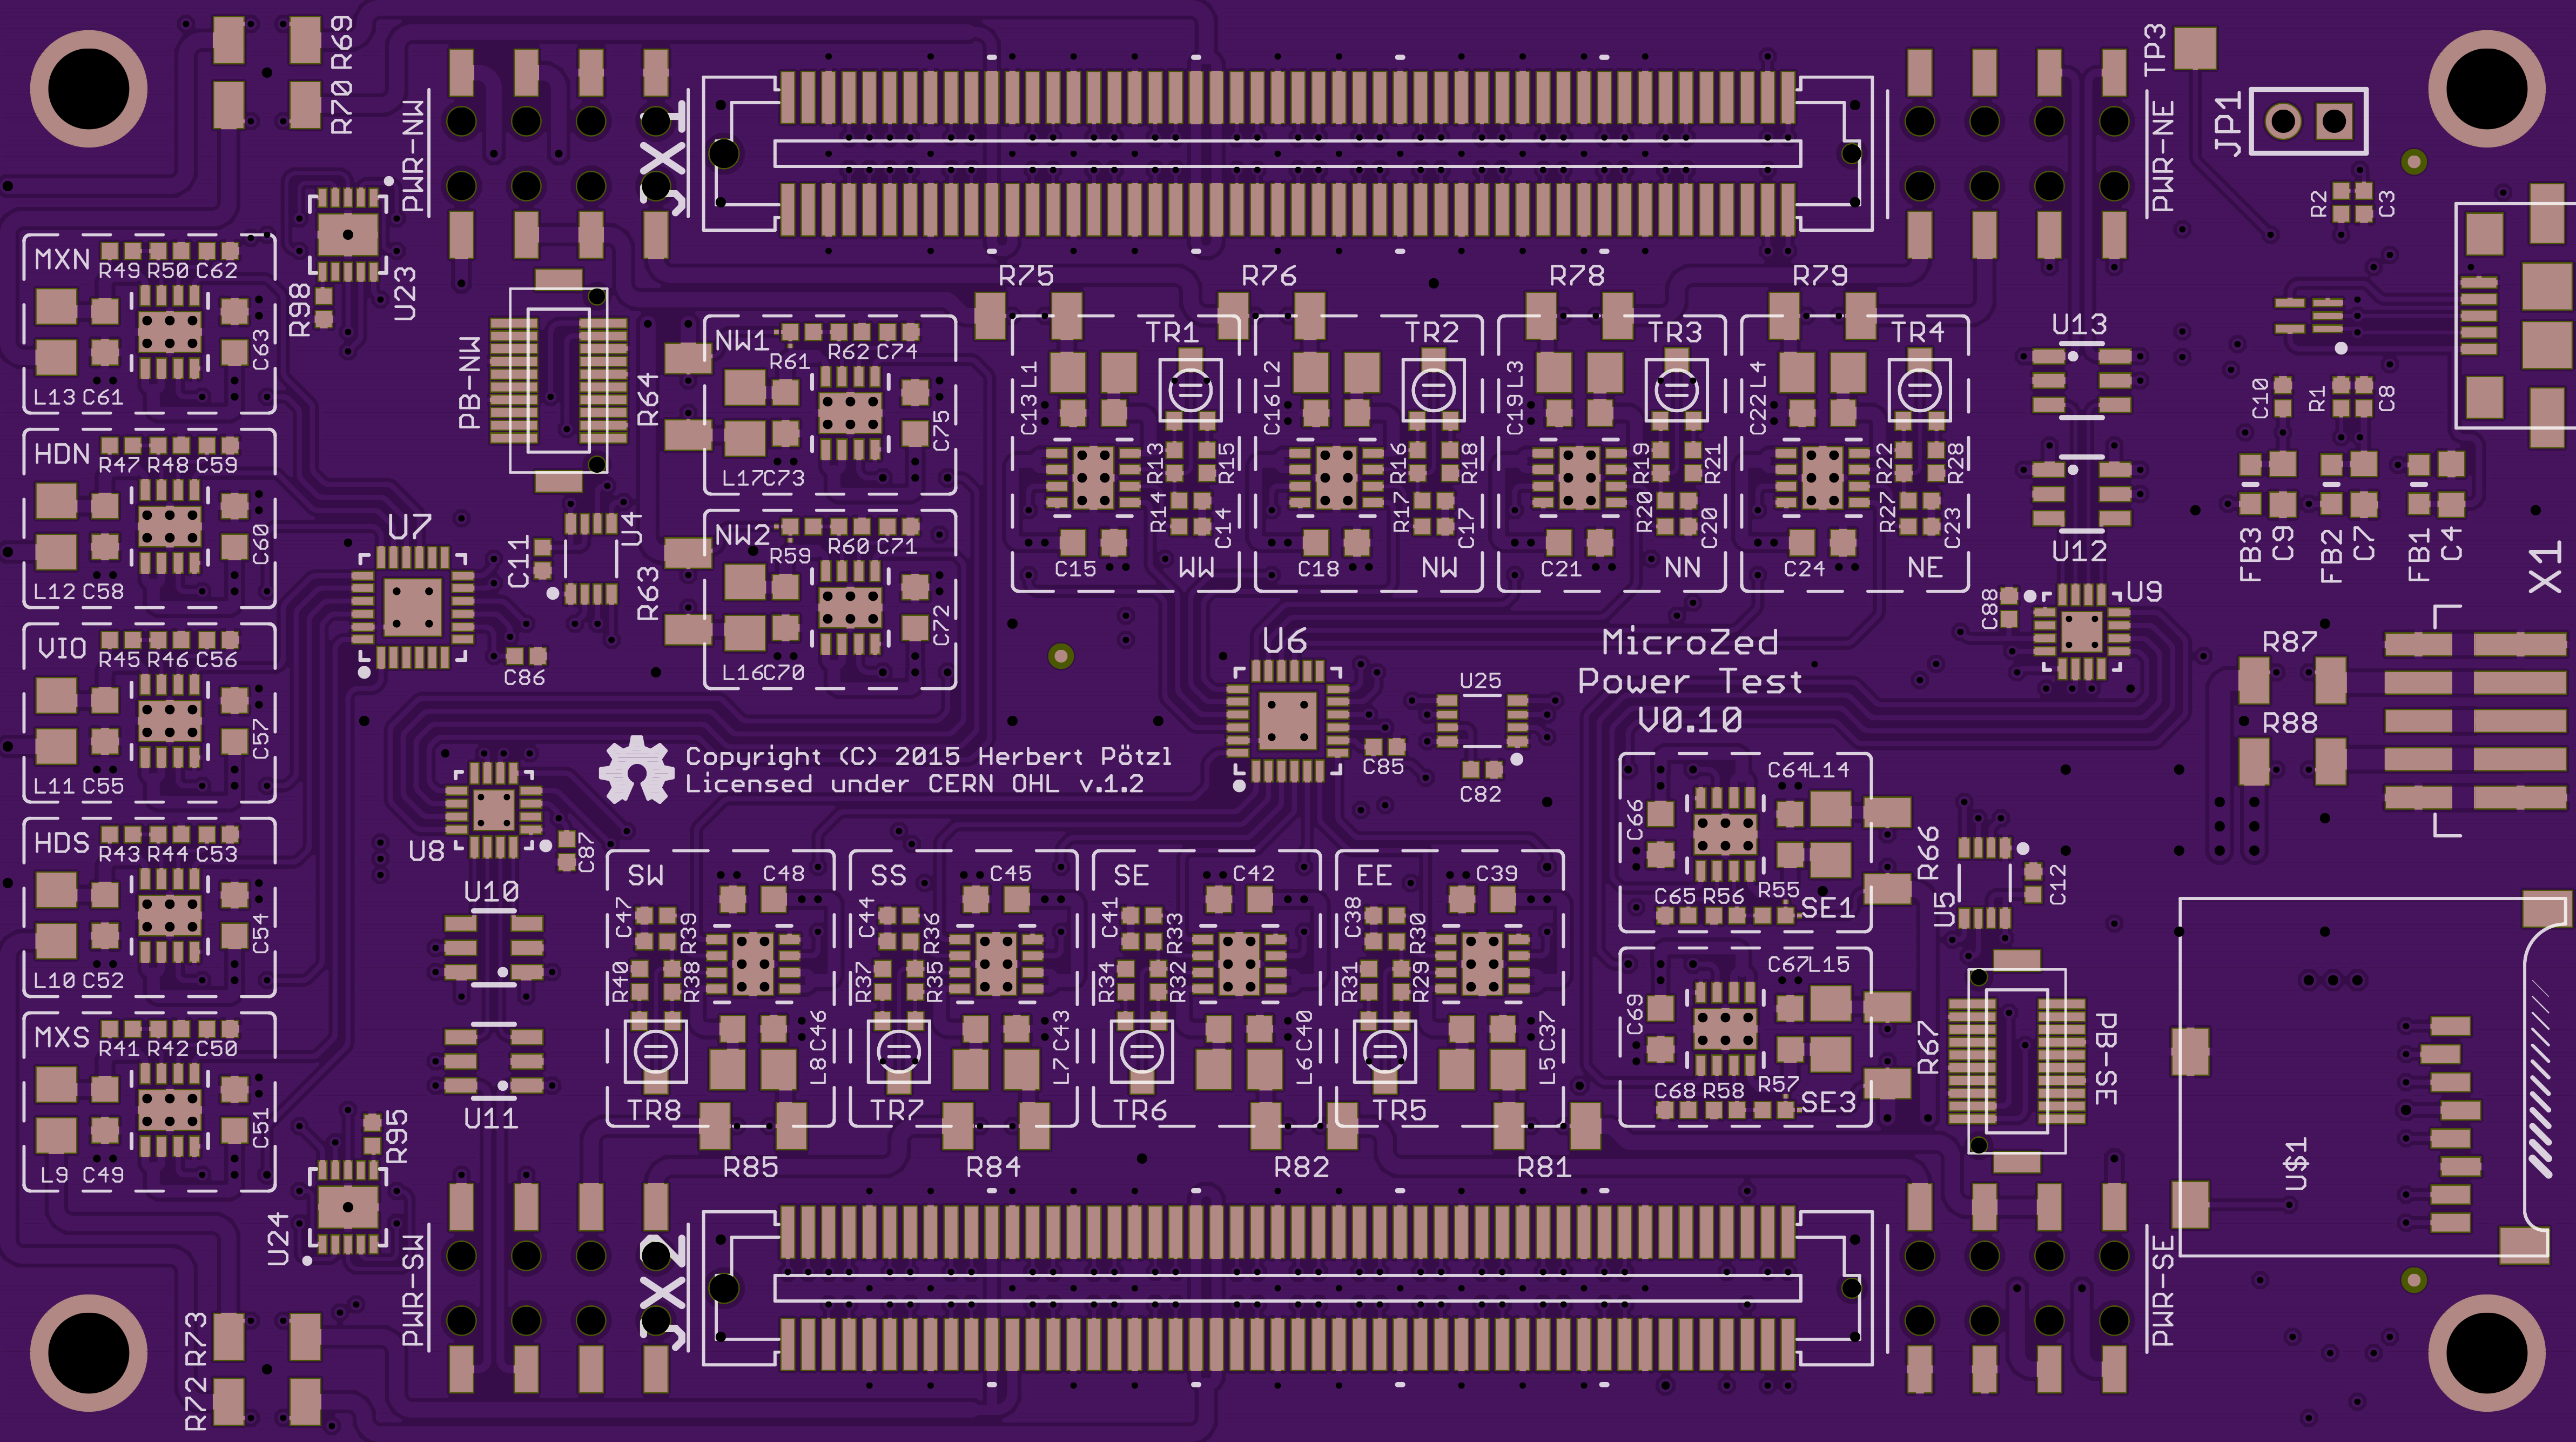 R69
R70
PWR-NW
JX1
PWR-NE
TP3
JP1
R2
C3
MXN
R49 R50 C62
L13 C61
C63
R98
U23
PB-NW
R75
R76
R78
R79
NW1
R61
R62 C74
R64
L17 C73
C75
TR1
C13 L1
R13
R15
R14
C14
C15
WW
TR2
C16 L2
R16
R18
R17
C17
C18
NW
TR3
C19 L3
R19
R21
R20
C20
C21
NN
TR4
C22 L4
R22
R28
R27
C23
C24
NE
U13
U12
C10
R1
C8
FB3
C9
FB2
C7
FB1
C4
X1
HDN
R47 R48 C59
L12 C58
C60
U7
C11
U4
R63
C86
NW2
R59
R60 C71
L16 C70
C72
C88
U9
VIO
R45 R46 C56
L11 C55
C57
U6
C85
U25
C82
MicroZed
Power Test
V0.10
R87
R88
Copyright (C) 2015 Herbert Pötzl
Licensed under CERN OHL v.1.2
HDS
R43 R44 C53
L10 C52
C54
U8
C87
U10
U11
SW
C48
C47
R39
R40
R38
C46
L8
TR8
SS
C45
C44
R36
R37
R35
C43
L7
TR7
SE
C42
C41
R33
R34
R32
C40
L6
TR6
EE
C39
C38
R30
R31
R29
C37
L5
TR5
C64 L14
C66
C65 R56 R55
SE1
R66
U5
C12
C67 L15
C69
C68 R58 R57
SE3
R67
PB-SE
U$1
MXS
R41 R42 C50
L9 C49
C51
R95
U24
R85
R84
R82
R81
PWR-SW
JX2
PWR-SE
R73
R72